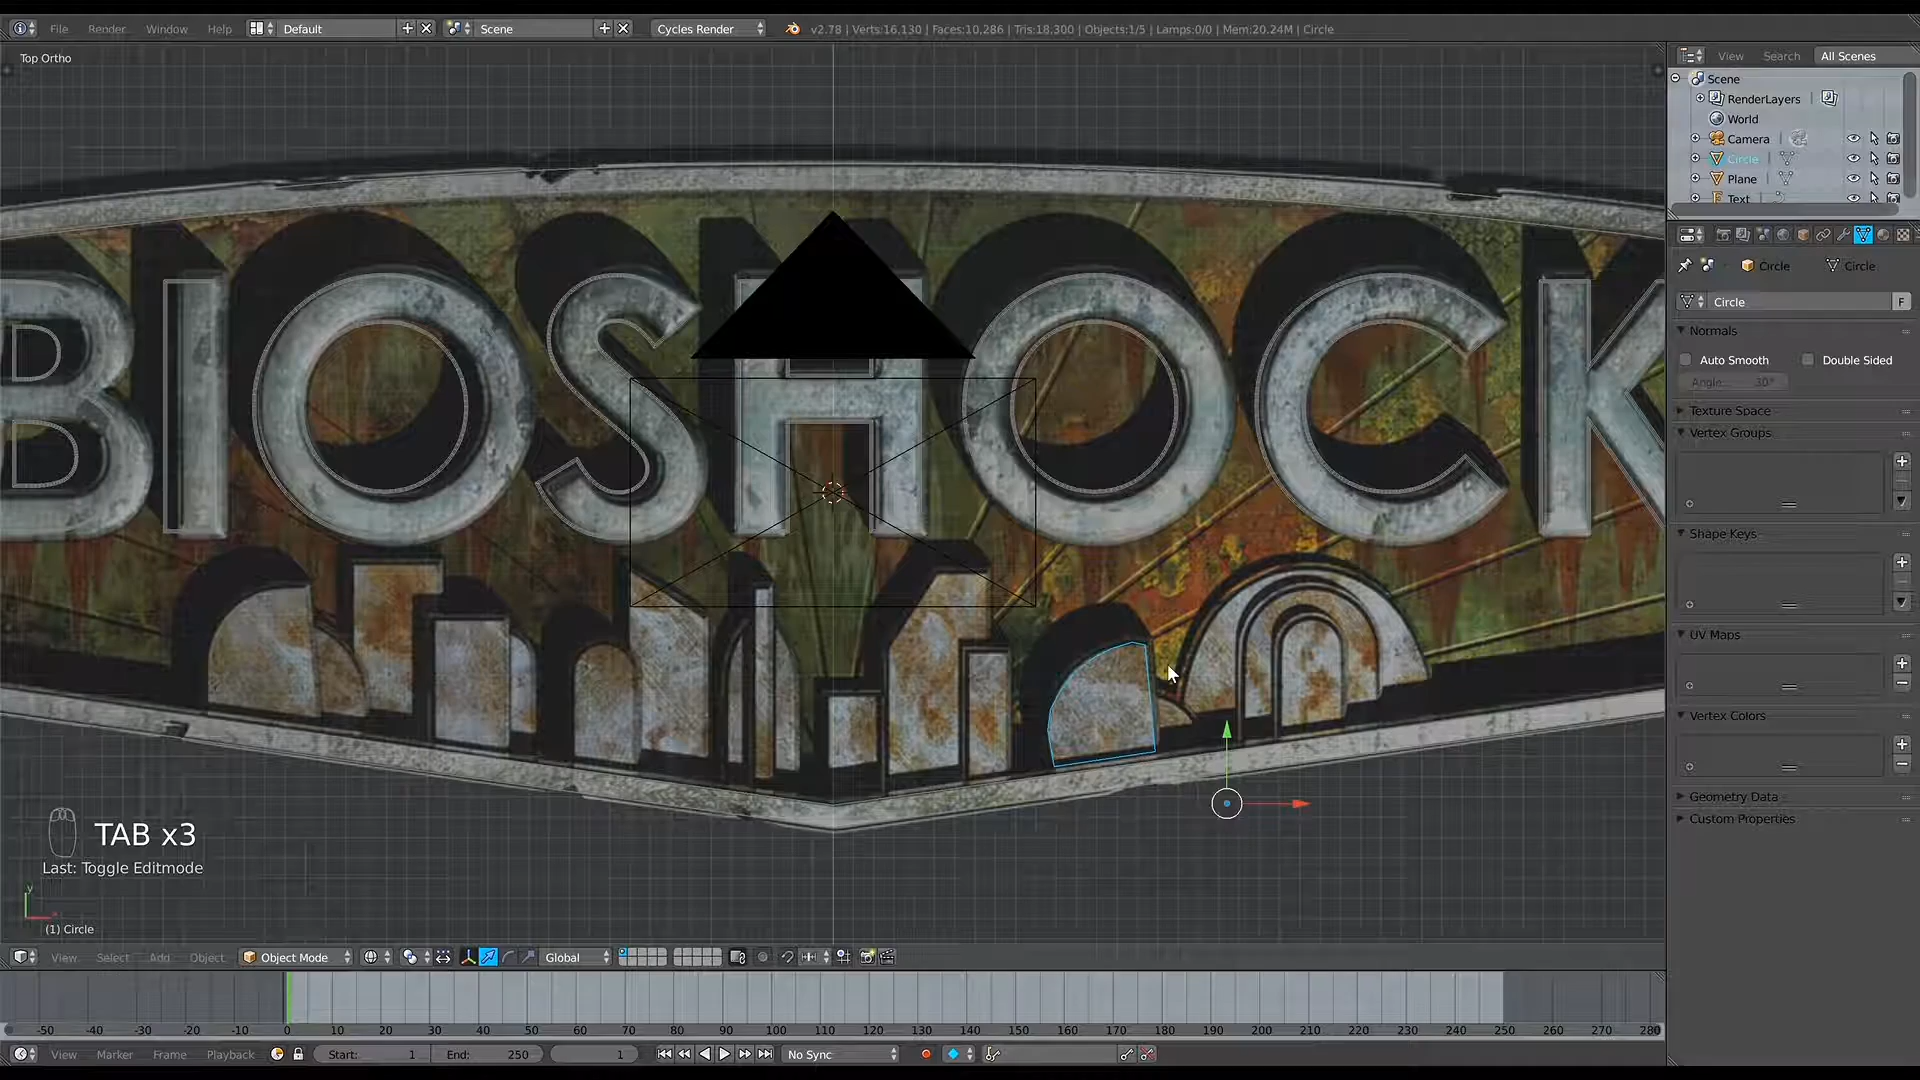 File Render Window Help Default Scene Cycles Render v2.78 | Verts:16,130 | Faces:10,286 | Tris:18,300 | Objects:1/5 | Lamps:0/0 | Mem:20.24M | Circle
Top Ortho
View Search All Scenes
Scene
RenderLayers
World
Camera
Circle
Plane
Text
Circle Circle
Circle F
Normals
Auto Smooth Double Sided
Angle: 30°
Texture Space
Vertex Groups
Shape Keys
UV Maps
Vertex Colors
Geometry Data
Custom Properties
BIOSHOCK
TAB x3
Last: Toggle Editmode
y
(1) Circle
View Select Add Object Object Mode Global
-50 -40 -30 -20 -10 0 10 20 30 40 50 60 70 80 90 100 110 120 130 140 150 160 170 180 190 200 210 220 230 240 250 260 270 280
View Marker Frame Playback Start: 1 End: 250 1 No Sync